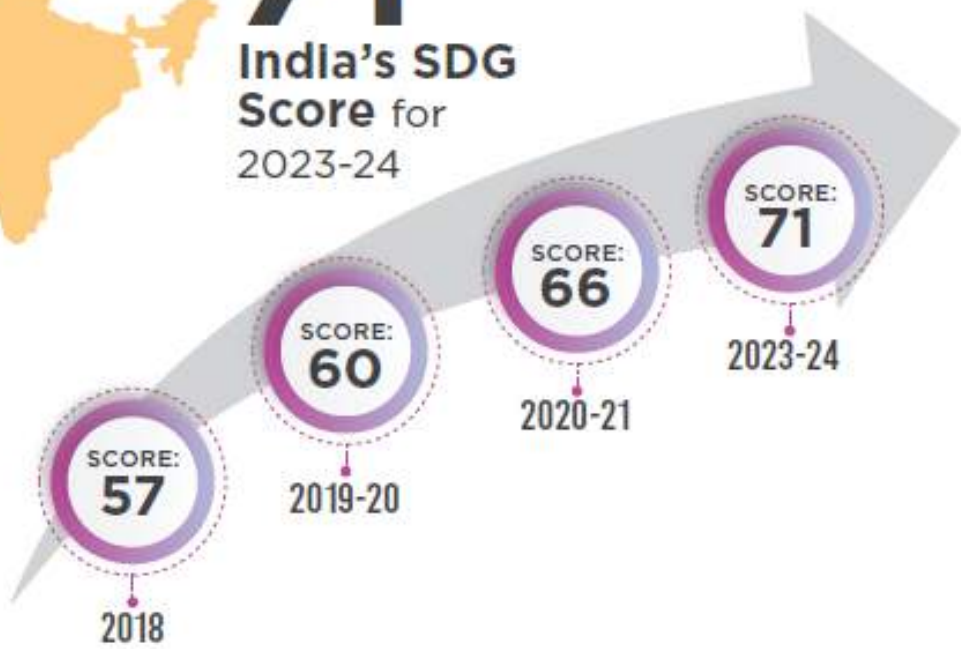 71
India's SDG
Score for
2023-24
SCORE:
57
2018
SCORE:
60
2019-20
SCORE:
66
2020-21
SCORE:
71
2023-24